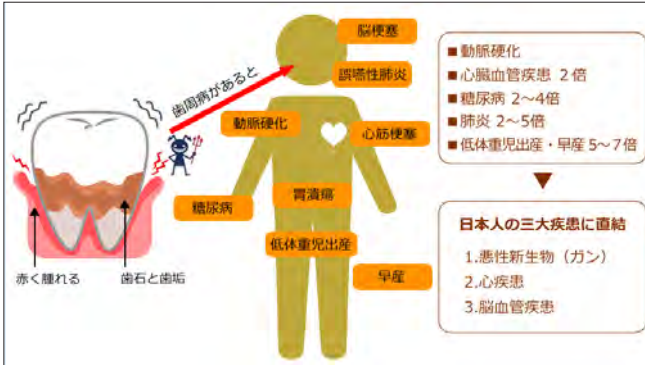 脳梗塞
誤嚥性肺炎
歯周病があると
動脈硬化
心筋梗塞
糖尿病
胃潰瘍
低体重児出産
早産
赤く腫れる
歯石と歯垢
■動脈硬化
■心臓血管疾患 2倍
■糖尿病 2〜4倍
■肺炎 2〜5倍
■低体重児出産・早産 5〜7倍
日本人の三大疾患に直結
1.悪性新生物（ガン）
2.心疾患
3.脳血管疾患